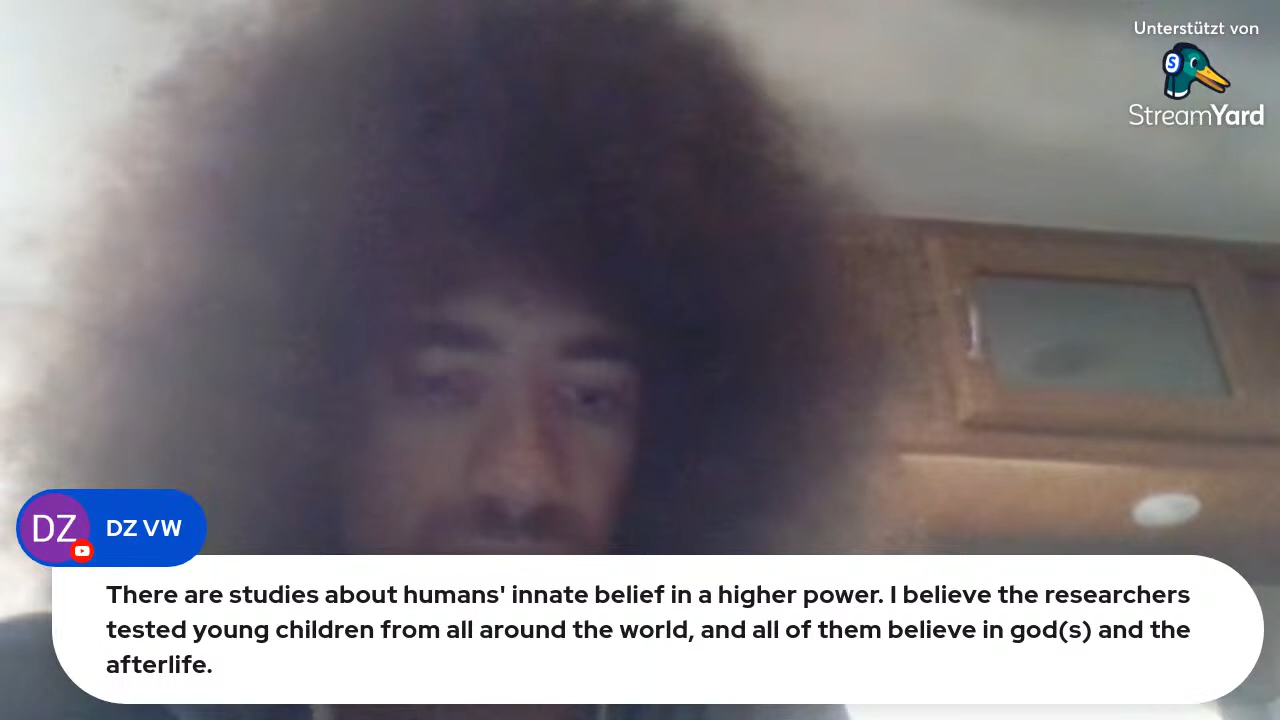 Unterstützt von
S
StreamYard
DZ
DZ VW
There are studies about humans' innate belief in a higher power. I believe the researchers
tested young children from all around the world, and all of them believe in god(s) and the
afterlife.